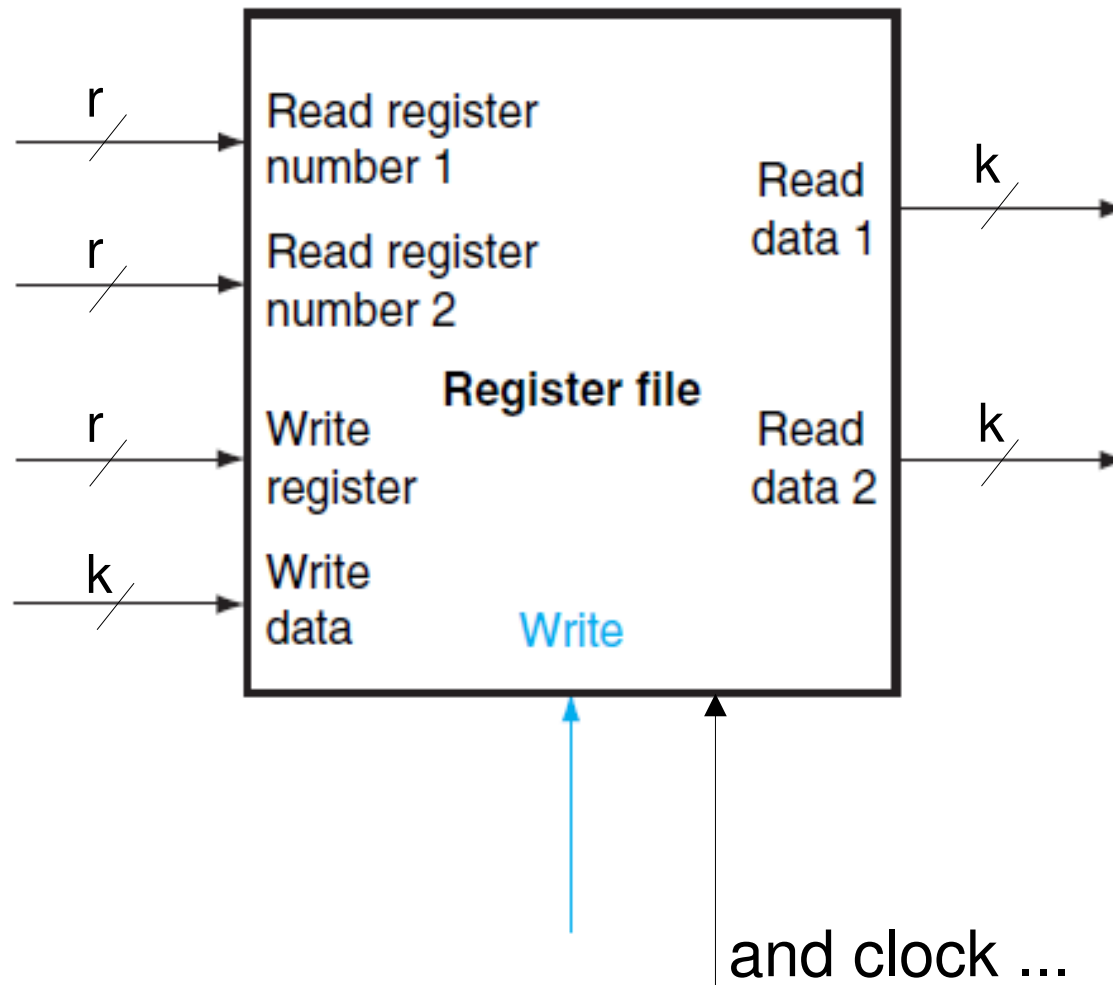 r
Read register
number 1
r
Read register
number 2
Read
data 1
k
Register file
r
Write
register
Read
data 2
k
k
Write
data
Write
and clock ...